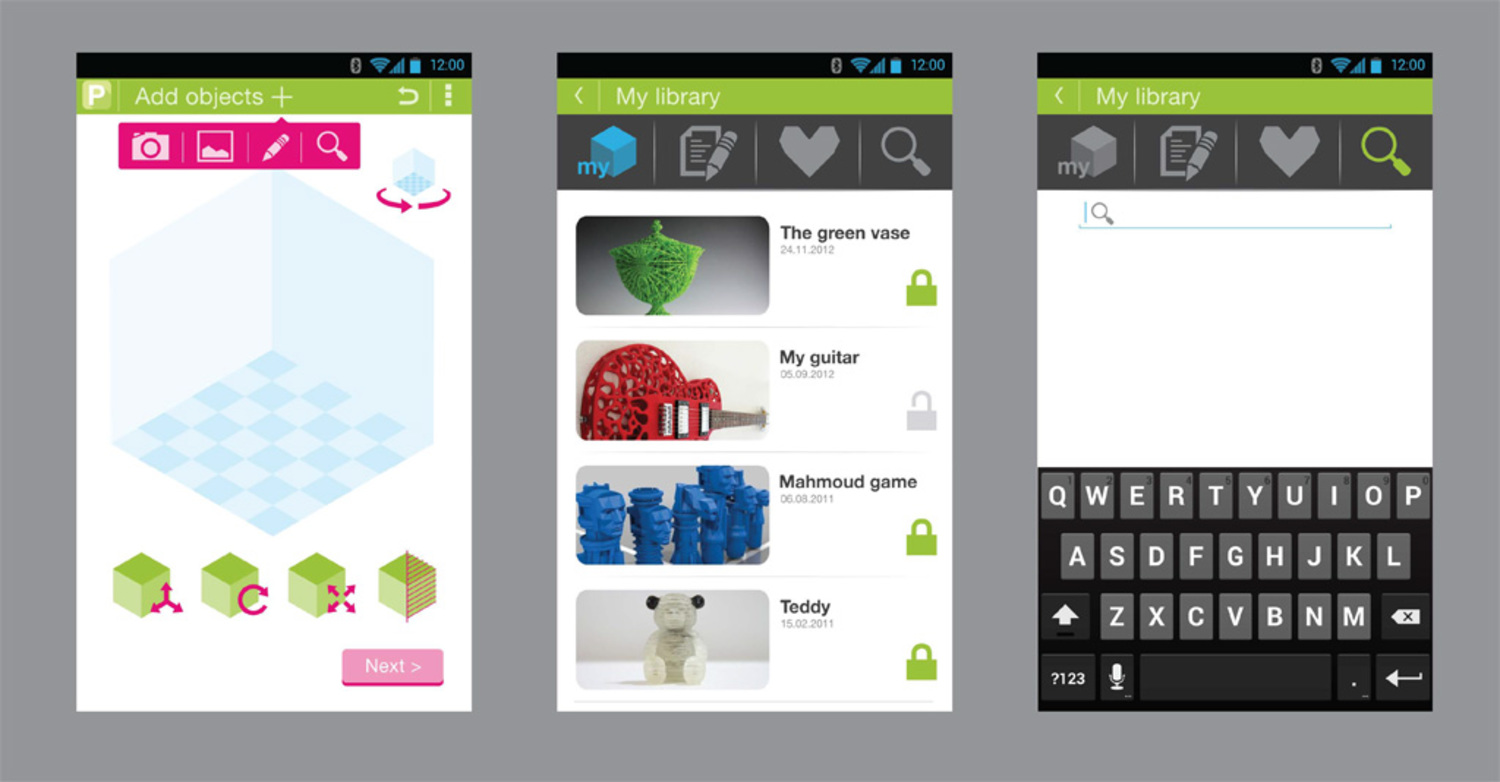 12:00
P
Add objects +
Next >
12:00
My library
my
The green vase
24.11.2012
My guitar
05.09.2012
Mahmoud game
06.08.2011
Teddy
15.02.2011
12:00
My library
my
Q W E R T Y U I O P
A S D F G H J K L
Z X C V B N M
?123 .